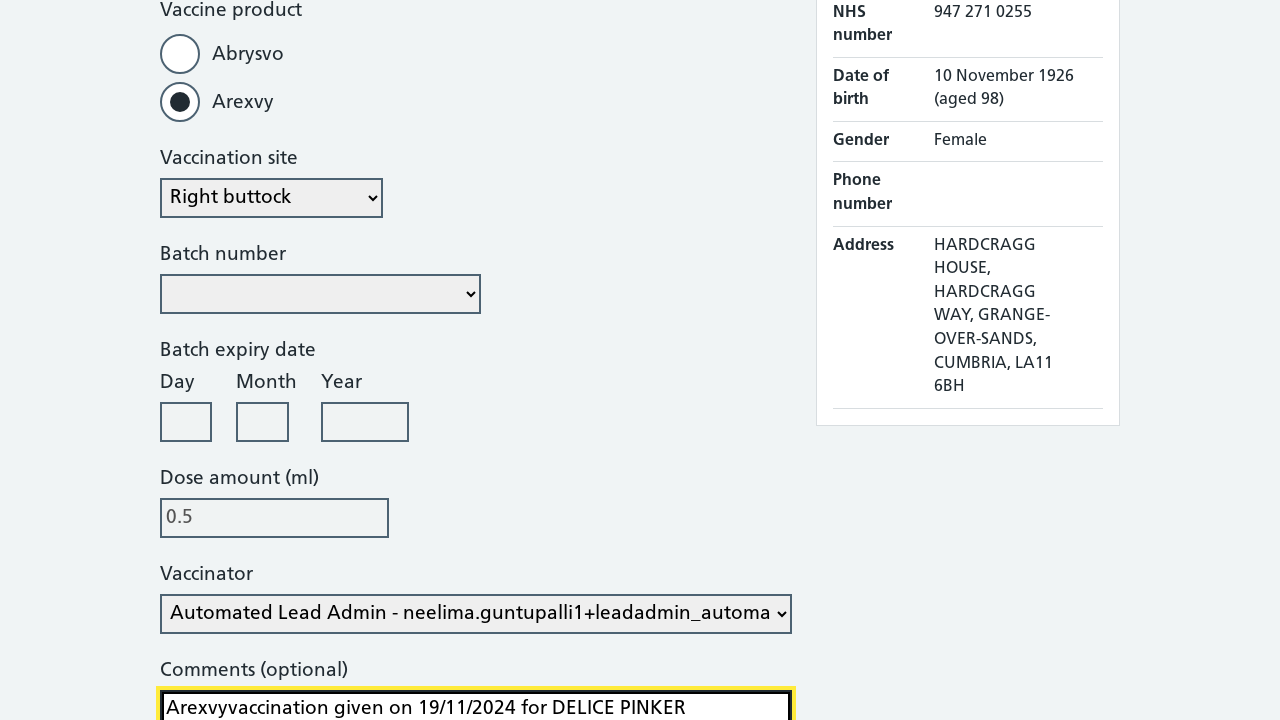 Vaccine product
Abrysvo
Arexvy
Vaccination site
Right buttock
Batch number
Batch expiry date
Day Month Year
Dose amount (ml)
0.5
Vaccinator
Automated Lead Admin - neelima.guntupalli1+leadadmin_automa
Comments (optional)
Arexvyvaccination given on 19/11/2024 for DELICE PINKER
NHS number 947 271 0255
Date of birth 10 November 1926 (aged 98)
Gender Female
Phone number
Address HARDCRAGG
HOUSE,
HARDCRAGG
WAY, GRANGE-
OVER-SANDS,
CUMBRIA, LA11
6BH